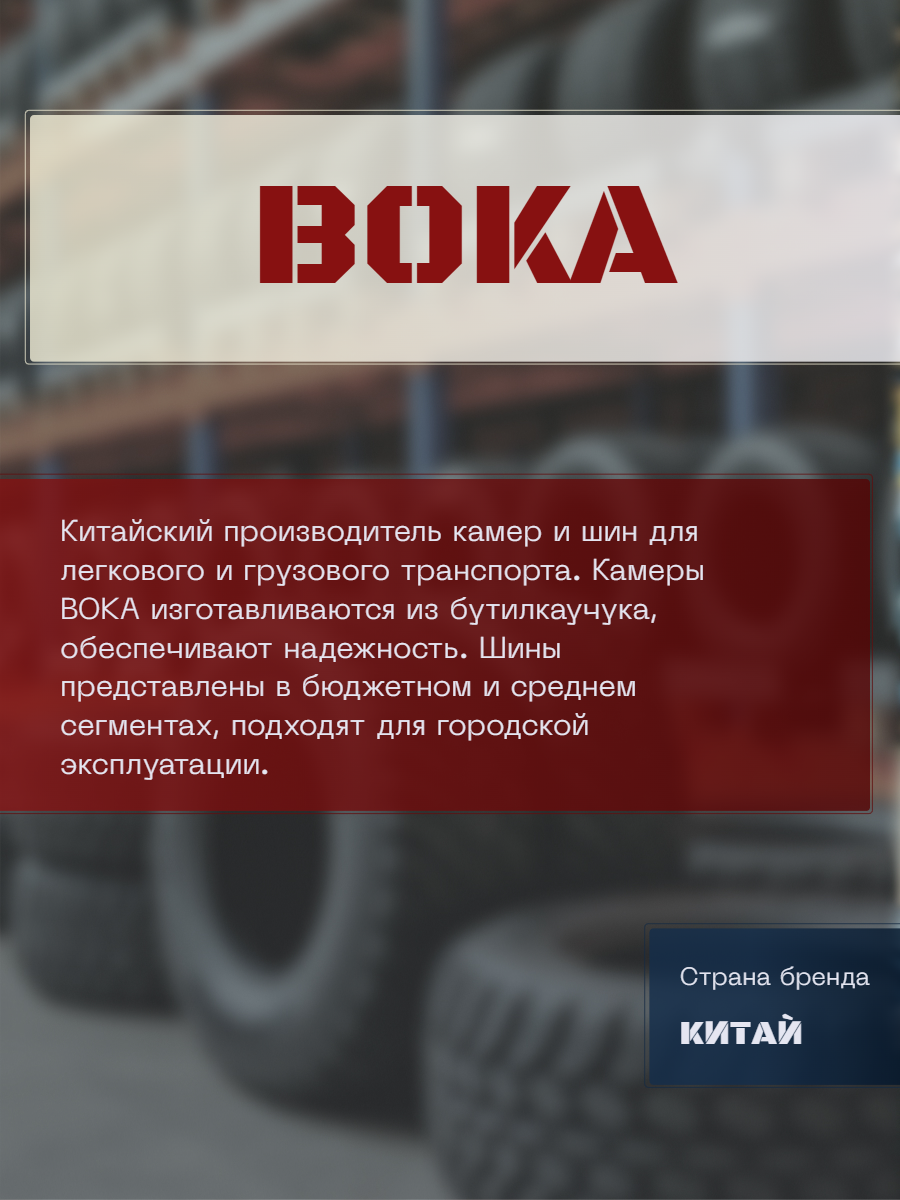 BOKA
Китайский производитель камер и шин для
легкового и грузового транспорта. Камеры
BOKA изготавливаются из бутилкаучука,
обеспечивают надежность. Шины
представлены в бюджетном и среднем
сегментах, подходят для городской
эксплуатации.
Страна бренда
КИТАЙ